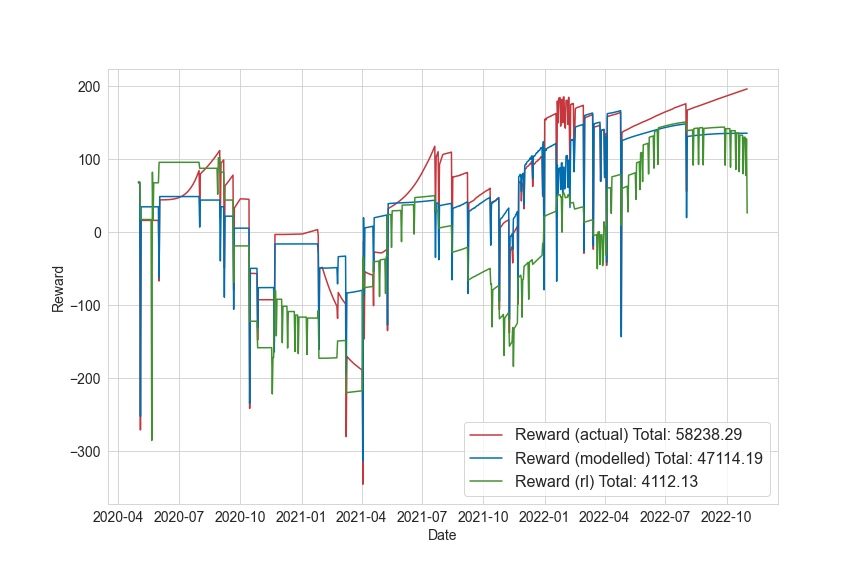 200
100
0
−100
−200
−300
Reward
Reward (actual) Total: 58238.29
Reward (modelled) Total: 47114.19
Reward (rl) Total: 4112.13
2020-04 2020-07 2020-10 2021-01 2021-04 2021-07 2021-10 2022-01 2022-04 2022-07 2022-10
Date